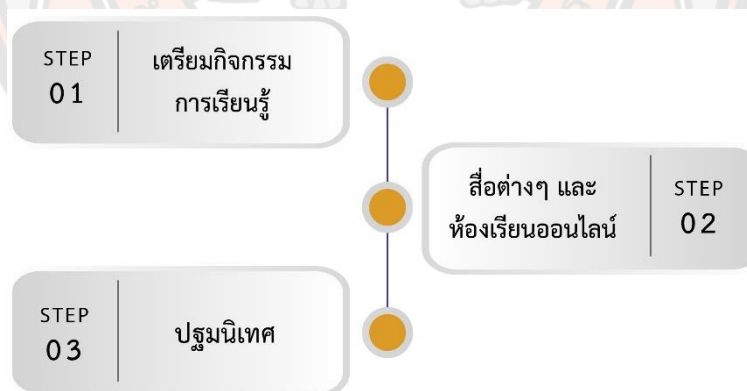 STEP
01
เตรียมกิจกรรม
การเรียนรู้
สื่อต่างๆ และ
ห้องเรียนออนไลน์
STEP
02
STEP
03
ปฐมนิเทศ